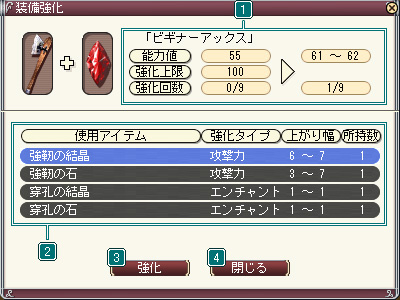 装備強化
1
「ビギナーアックス」
能力値 55 61 ～ 62
強化上限 100
強化回数 0/9 1/9
使用アイテム 強化タイプ 上がり幅 所持数
強靭の結晶 攻撃力 6 ～ 7 1
強靭の石 攻撃力 3 ～ 7 1
穿孔の結晶 エンチャント 1 ～ 1 1
穿孔の石 エンチャント 1 ～ 1 1
2
3 強化 4 閉じる